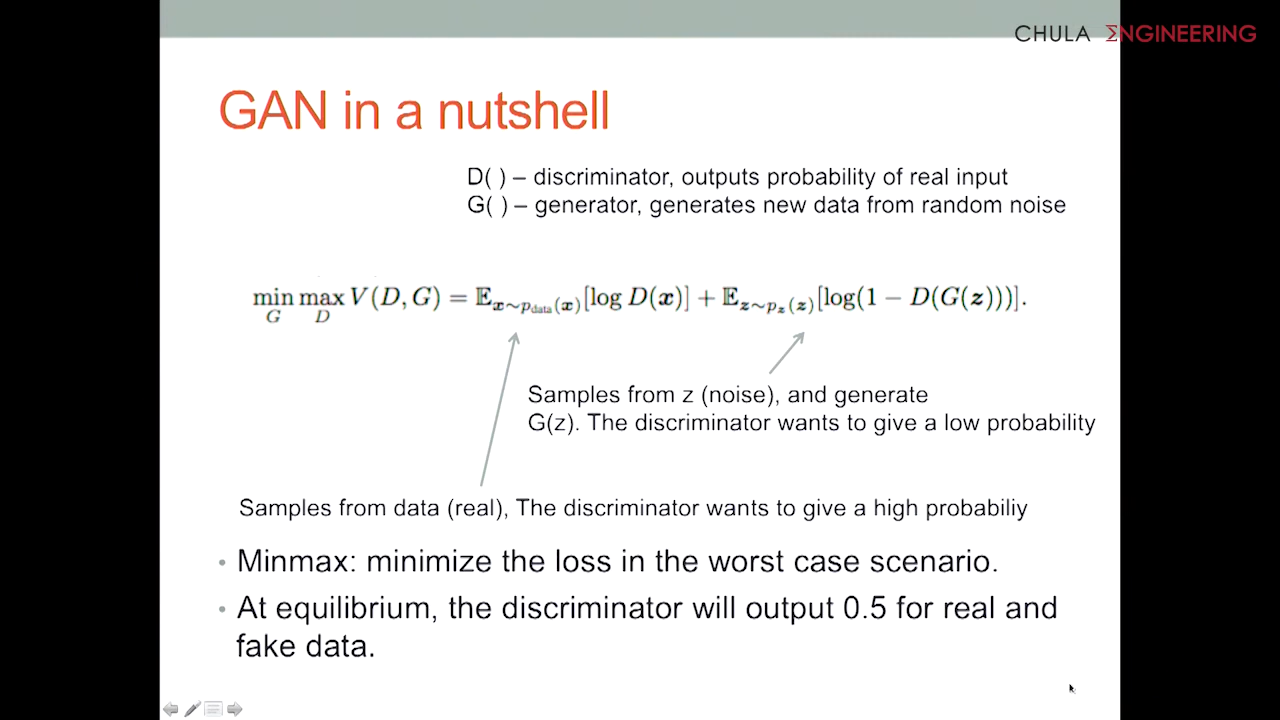 CHULA ΣNGINEERING
GAN in a nutshell
D( ) – discriminator, outputs probability of real input
G( ) – generator, generates new data from random noise
min_G max_D V(D, G) = 𝔼_{x∼p_data(x)}[log D(x)] + 𝔼_{z∼p_z(z)}[log(1 − D(G(z)))].
Samples from z (noise), and generate
G(z). The discriminator wants to give a low probability
Samples from data (real), The discriminator wants to give a high probabiliy
• Minmax: minimize the loss in the worst case scenario.
• At equilibrium, the discriminator will output 0.5 for real and
fake data.